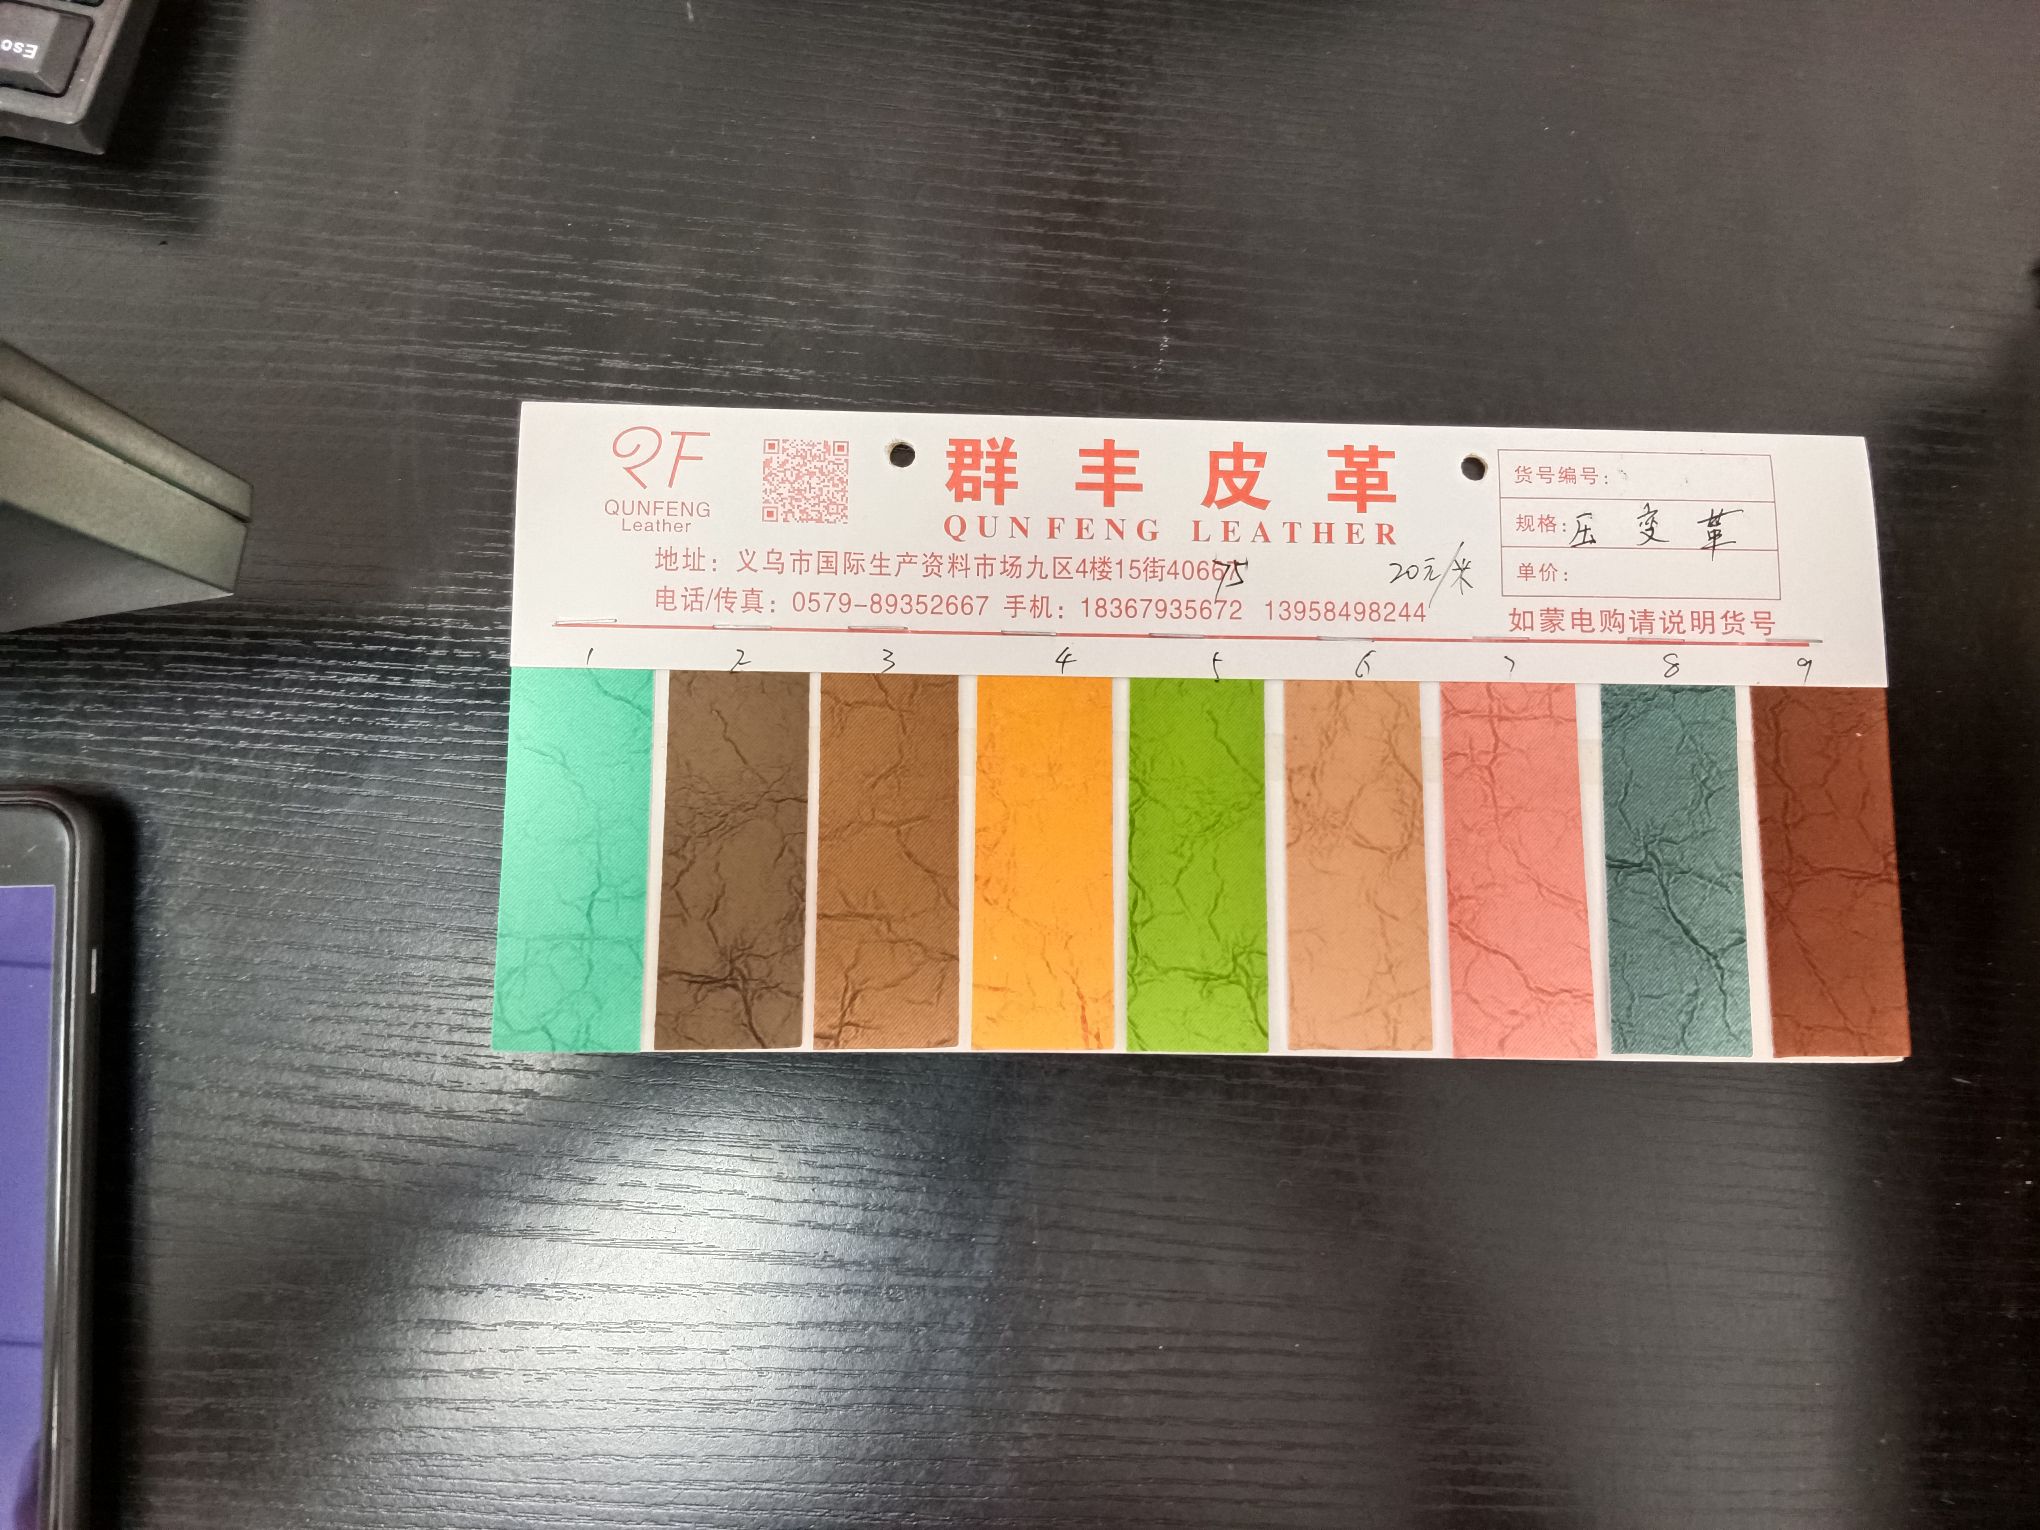 Esc
QF
QUNFENG
Leather
群丰皮革
QUNFENG LEATHER
地址：义乌市国际生产资料市场九区4楼15街4066775
20元/米
电话/传真：0579-89352667 手机：18367935672 13958498244
货号编号：
规格：压变革
单价：
如蒙电购请说明货号
1 2 3 4 5 6 7 8 9